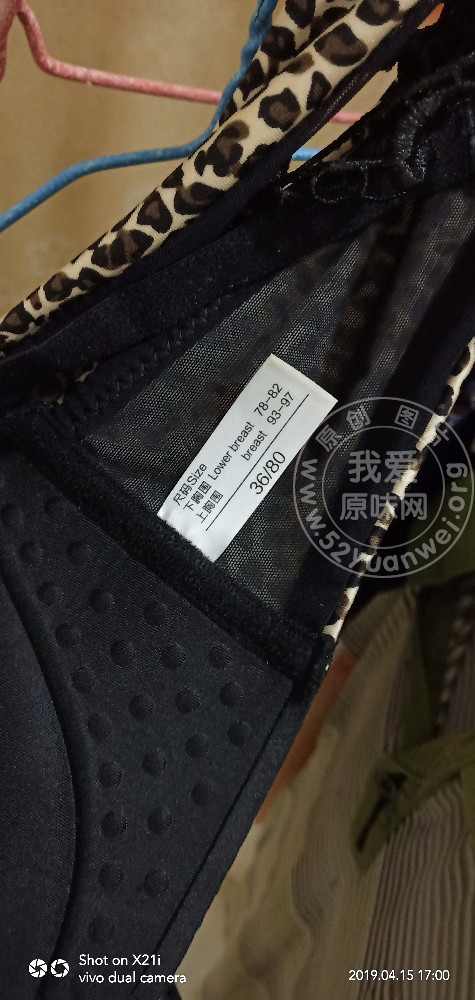 尺码Size
下胸围 Lower breast 78-82
上胸围 breast 93-97
36/80
原创图
我爱
原味网
www.52yuanwei.org
Shot on X21i
vivo dual camera
2019.04.15 17:00